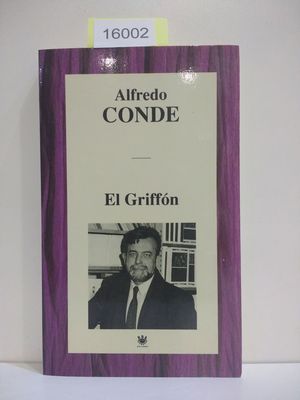 16002
Alfredo
CONDE
El Griffón